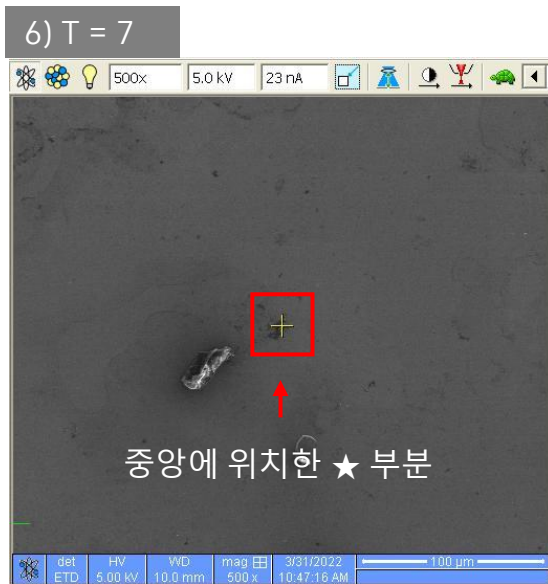 6) T = 7
500x 5.0 kV 23 nA
중앙에 위치한 ★ 부분
det HV WD mag 田 3/31/2022 100 µm
ETD 5.00 kV 10.0 mm 500 x 10:47:16 AM